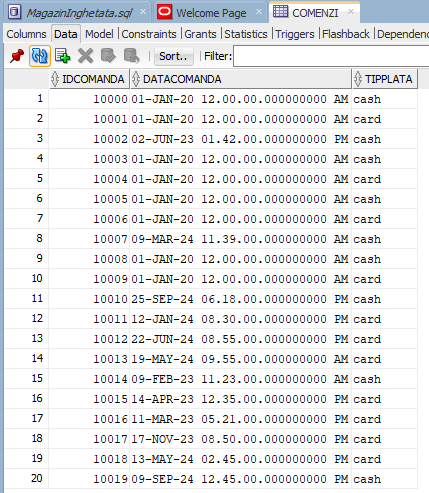 MagazinInghetata.sql Welcome Page COMENZI
Columns Data Model Constraints Grants Statistics Triggers Flashback Dependenc
Sort.. Filter:
IDCOMANDA DATACOMANDA TIPPLATA
1 10000 01-JAN-20 12.00.00.000000000 AM cash
2 10001 01-JAN-20 12.00.00.000000000 AM card
3 10002 02-JUN-23 01.42.00.000000000 PM cash
4 10003 01-JAN-20 12.00.00.000000000 AM cash
5 10004 01-JAN-20 12.00.00.000000000 AM card
6 10005 01-JAN-20 12.00.00.000000000 AM cash
7 10006 01-JAN-20 12.00.00.000000000 AM card
8 10007 09-MAR-24 11.39.00.000000000 AM cash
9 10008 01-JAN-20 12.00.00.000000000 AM cash
10 10009 01-JAN-20 12.00.00.000000000 AM card
11 10010 25-SEP-24 06.18.00.000000000 PM cash
12 10011 12-JAN-24 08.30.00.000000000 PM card
13 10012 22-JUN-24 08.55.00.000000000 PM card
14 10013 19-MAY-24 09.55.00.000000000 AM card
15 10014 09-FEB-23 11.23.00.000000000 AM cash
16 10015 14-APR-23 12.35.00.000000000 PM card
17 10016 11-MAR-23 05.21.00.000000000 PM card
18 10017 17-NOV-23 08.50.00.000000000 PM cash
19 10018 13-MAY-24 02.45.00.000000000 PM card
20 10019 09-SEP-24 12.45.00.000000000 PM cash